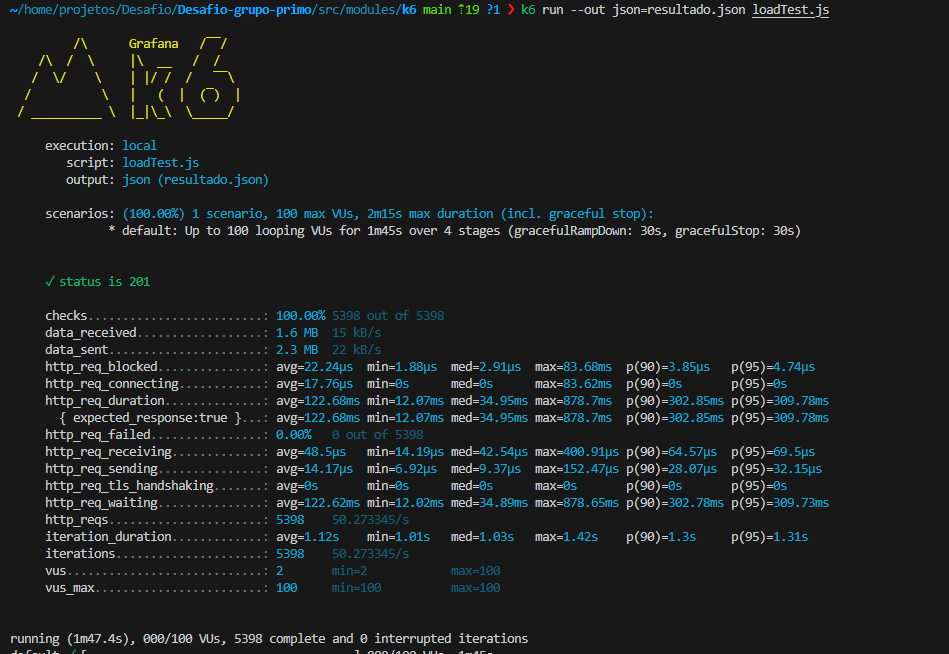 ~/home/projetos/Desafio/Desafio-grupo-primo/src/modules/k6 main ⇡19 ?1 ❯ k6 run --out json=resultado.json loadTest.js
Grafana
k6
execution: local
script: loadTest.js
output: json (resultado.json)
scenarios: (100.00%) 1 scenario, 100 max VUs, 2m15s max duration (incl. graceful stop):
* default: Up to 100 looping VUs for 1m45s over 4 stages (gracefulRampDown: 30s, gracefulStop: 30s)
✓ status is 201
checks.........................: 100.00% 5398 out of 5398
data_received..................: 1.6 MB 15 kB/s
data_sent......................: 2.3 MB 22 kB/s
http_req_blocked...............: avg=22.24µs min=1.88µs med=2.91µs max=83.68ms p(90)=3.85µs p(95)=4.74µs
http_req_connecting............: avg=17.76µs min=0s med=0s max=83.62ms p(90)=0s p(95)=0s
http_req_duration..............: avg=122.68ms min=12.07ms med=34.95ms max=878.7ms p(90)=302.85ms p(95)=309.78ms
{ expected_response:true }...: avg=122.68ms min=12.07ms med=34.95ms max=878.7ms p(90)=302.85ms p(95)=309.78ms
http_req_failed................: 0.00% 0 out of 5398
http_req_receiving.............: avg=48.5µs min=14.19µs med=42.54µs max=400.91µs p(90)=64.57µs p(95)=69.5µs
http_req_sending...............: avg=14.17µs min=6.92µs med=9.37µs max=152.47µs p(90)=28.07µs p(95)=32.15µs
http_req_tls_handshaking.......: avg=0s min=0s med=0s max=0s p(90)=0s p(95)=0s
http_req_waiting...............: avg=122.62ms min=12.02ms med=34.89ms max=878.65ms p(90)=302.78ms p(95)=309.73ms
http_reqs......................: 5398 50.273345/s
iteration_duration.............: avg=1.12s min=1.01s med=1.03s max=1.42s p(90)=1.3s p(95)=1.31s
iterations.....................: 5398 50.273345/s
vus............................: 2 min=2 max=100
vus_max........................: 100 min=100 max=100
running (1m47.4s), 000/100 VUs, 5398 complete and 0 interrupted iterations
default ✓ [ ] 000/100 VUs 1m45s